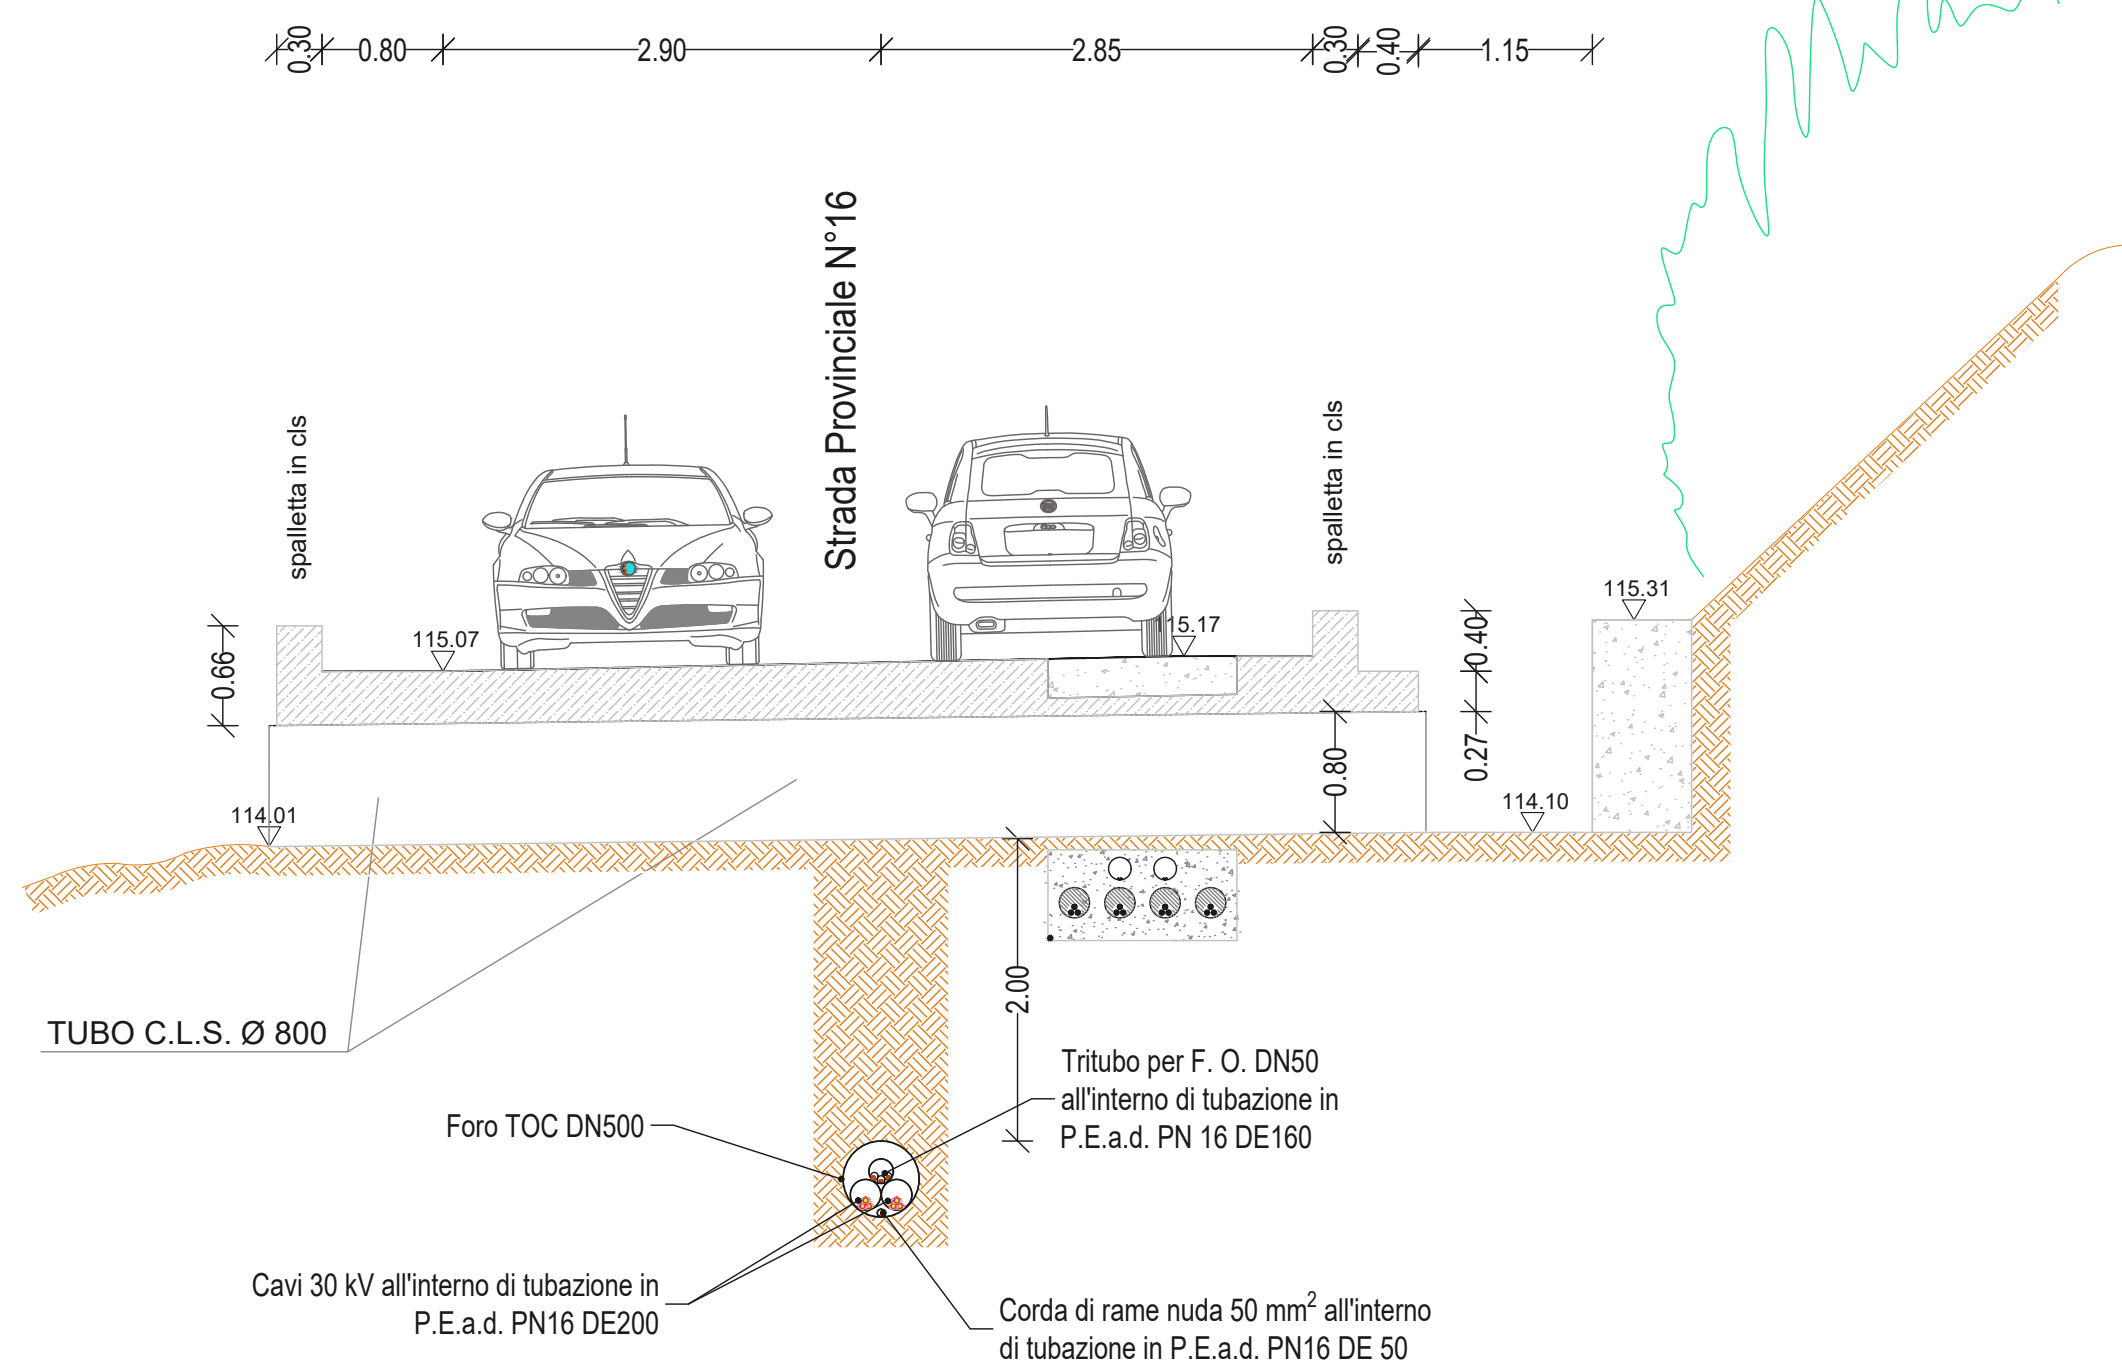 0.30
0.80
2.90
2.85
0.30
0.40
1.15
Strada Provinciale N°16
spalletta in cls
spalletta in cls
115.31
115.07
15.17
0.66
0.40
0.27
0.80
114.01
114.10
2.00
TUBO C.L.S. Ø 800
Tritubo per F. O. DN50
all'interno di tubazione in
P.E.a.d. PN 16 DE160
Foro TOC DN500
Cavi 30 kV all'interno di tubazione in
P.E.a.d. PN16 DE200
Corda di rame nuda 50 mm² all'interno
di tubazione in P.E.a.d. PN16 DE 50